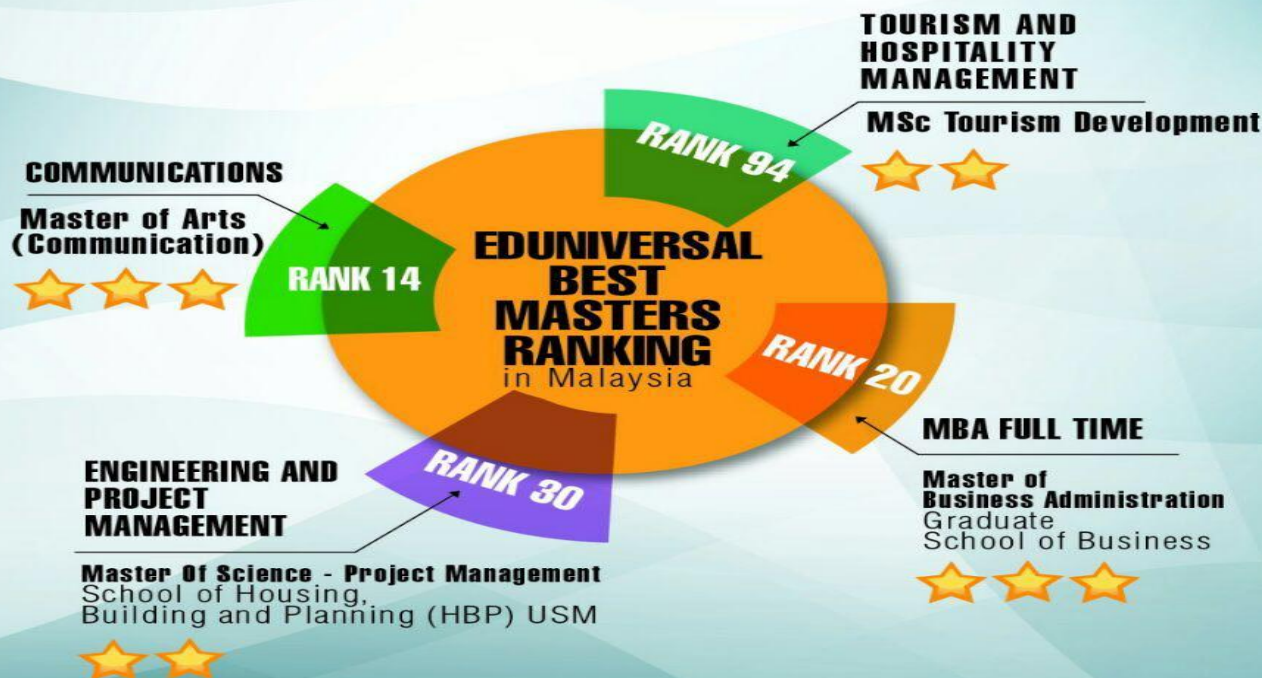 TOURISM AND
HOSPITALITY
MANAGEMENT
MSc Tourism Development
RANK 94
COMMUNICATIONS
Master of Arts
(Communication)
RANK 14
EDUNIVERSAL
BEST
MASTERS
RANKING
in Malaysia
RANK 20
MBA FULL TIME
Master of
Business Administration
Graduate
School of Business
RANK 30
ENGINEERING AND
PROJECT
MANAGEMENT
Master Of Science - Project Management
School of Housing,
Building and Planning (HBP) USM